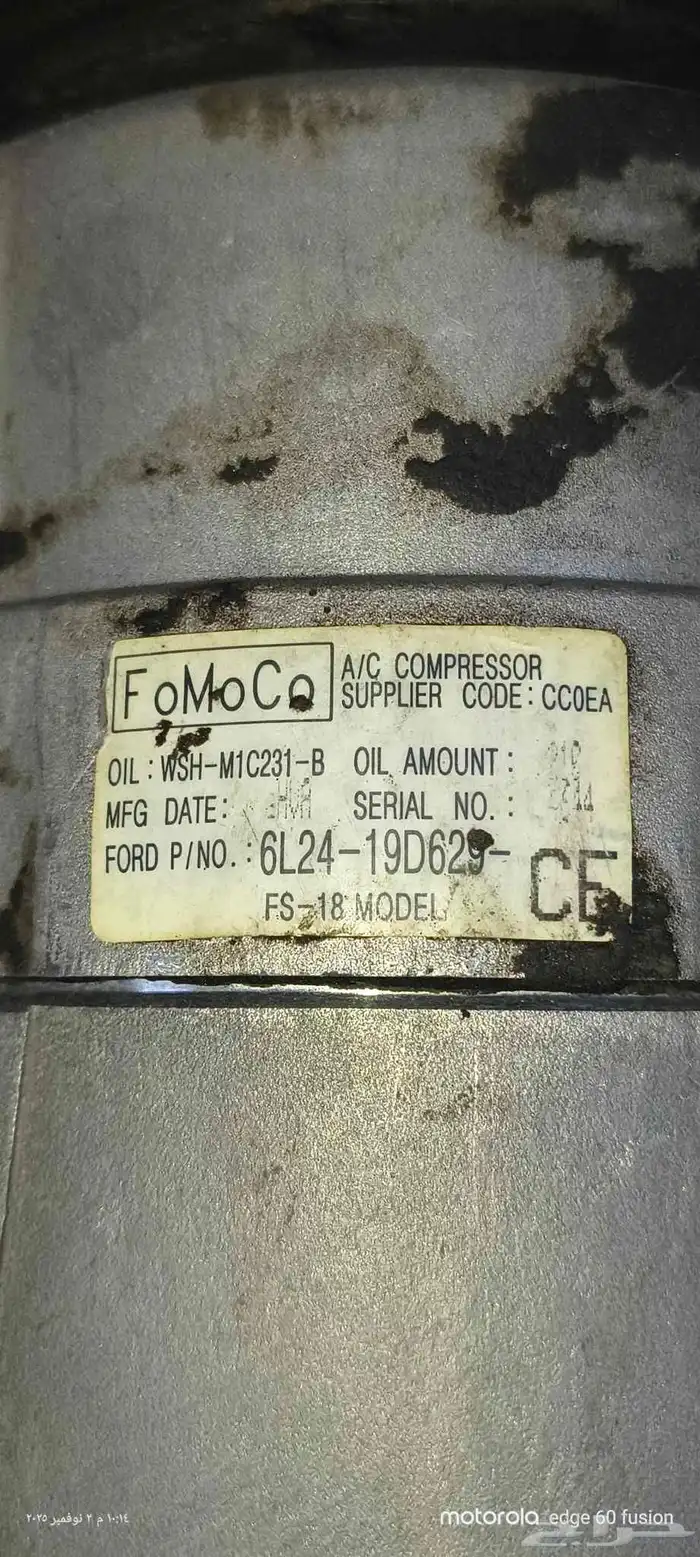 FoMoCo
A/C COMPRESSOR
SUPPLIER CODE: CC0EA
OIL: WSH-M1C231-B OIL AMOUNT:
MFG DATE: SERIAL NO.:
FORD P/NO.: 6L24-19D629-
CE
FS-18 MODEL
١٠:١٤ م ٢ نوفمبر ٢٠٢٥
motorola edge 60 fusion
حراج